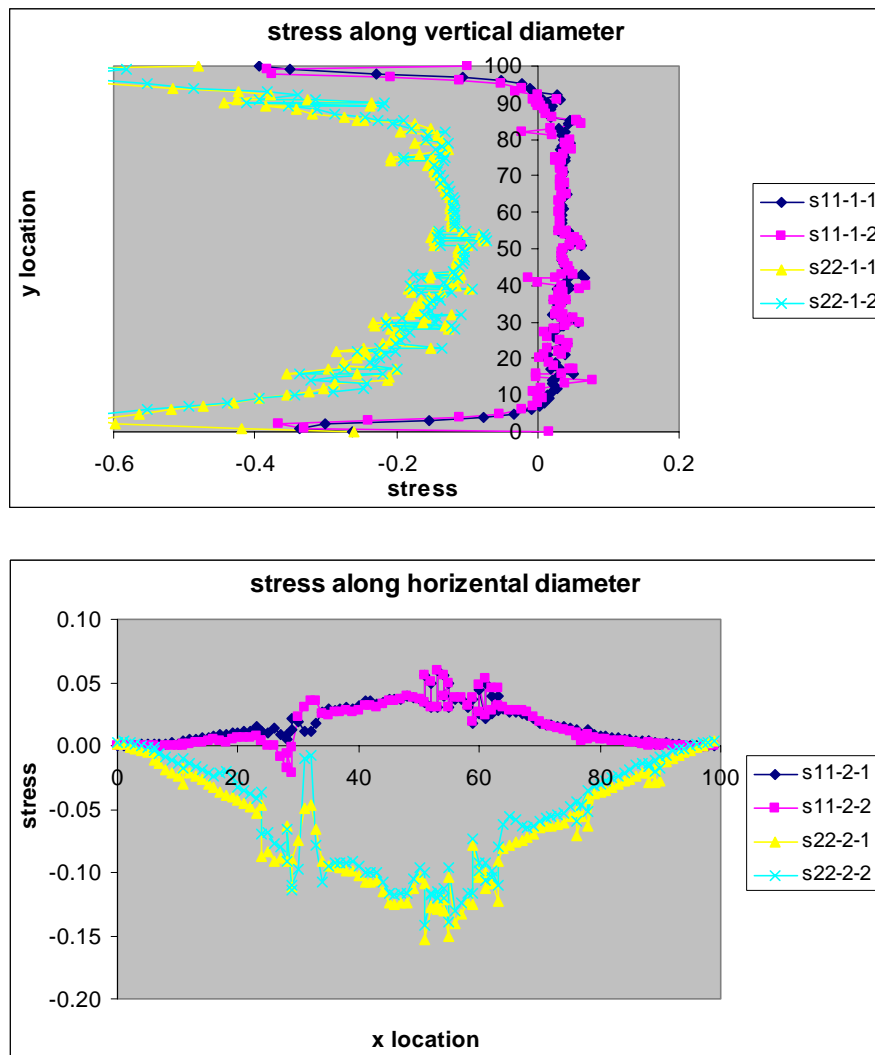 stress along vertical diameter
100
90
80
70
60
50
40
30
20
10
0
y location
-0.6
-0.4
-0.2
0
0.2
stress
s11-1-1
s11-1-2
s22-1-1
s22-1-2
stress along horizental diameter
0.10
0.05
0.00
-0.05
-0.10
-0.15
-0.20
stress
0
20
40
60
80
100
x location
s11-2-1
s11-2-2
s22-2-1
s22-2-2